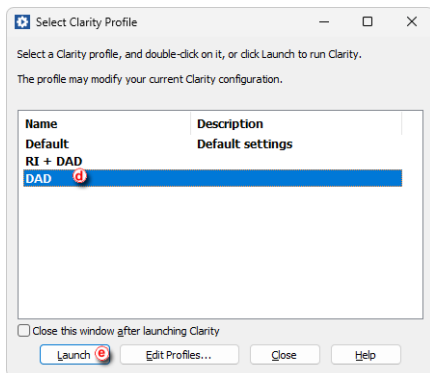 Select Clarity Profile
Select a Clarity profile, and double-click on it, or click Launch to run Clarity.
The profile may modify your current Clarity configuration.
Name Description
Default Default settings
RI + DAD
DAD d
Close this window after launching Clarity
Launch e Edit Profiles... Close Help